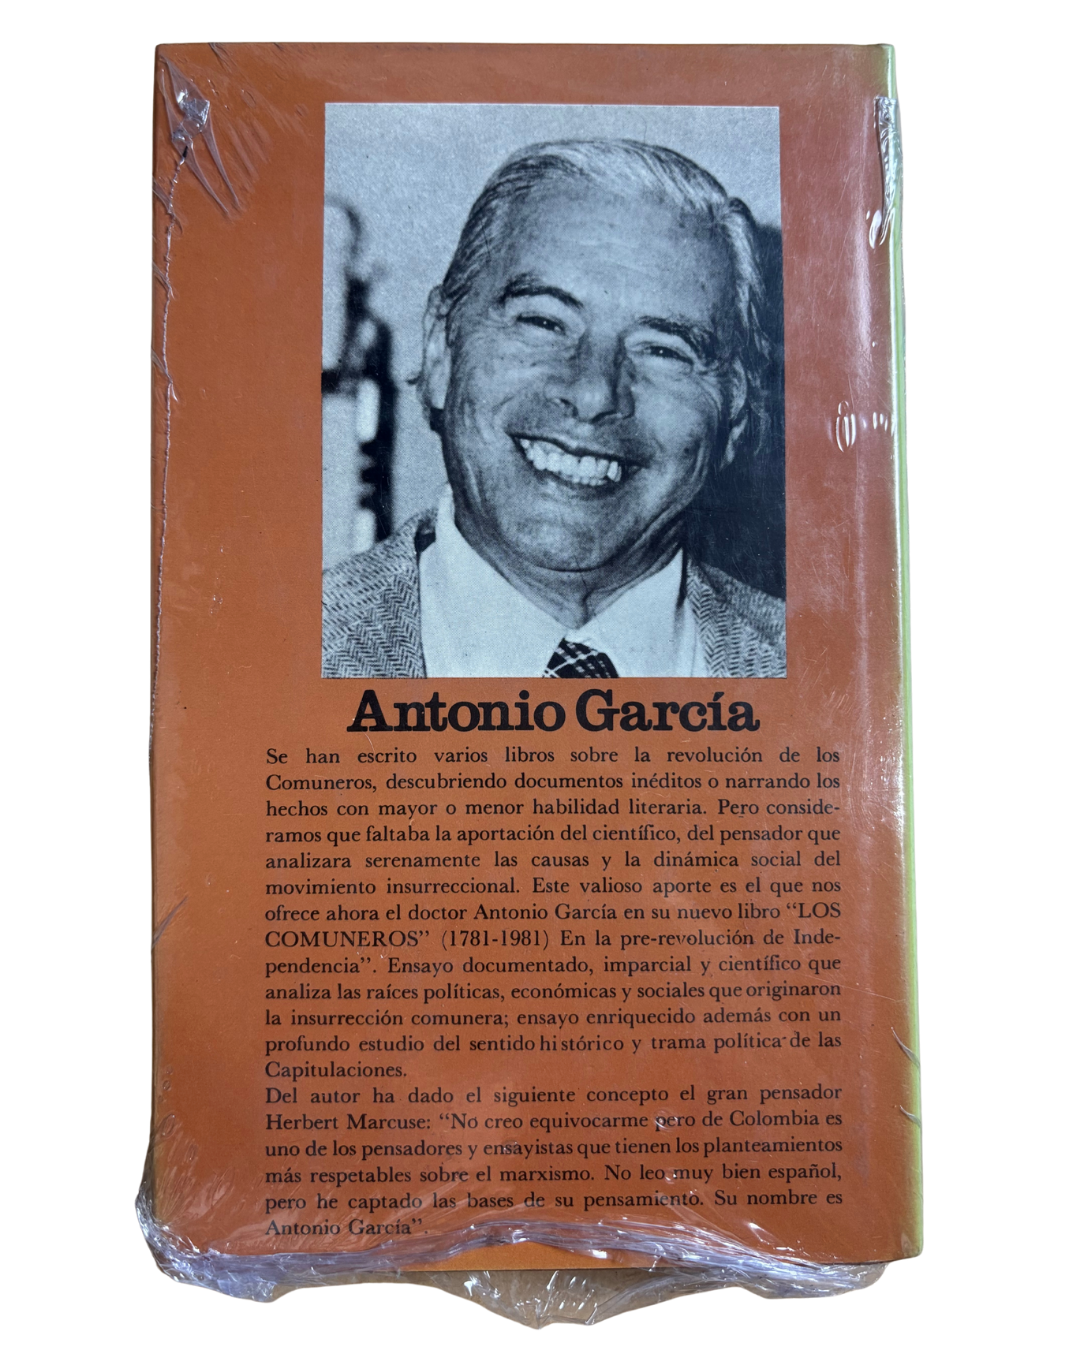 Antonio García
Se han escrito varios libros sobre la revolución de los
Comuneros, descubriendo documentos inéditos o narrando los
hechos con mayor o menor habilidad literaria. Pero conside-
ramos que faltaba la aportación del científico, del pensador que
analizara serenamente las causas y la dinámica social del
movimiento insurreccional. Este valioso aporte es el que nos
ofrece ahora el doctor Antonio García en su nuevo libro “LOS
COMUNEROS” (1781-1981) En la pre-revolución de Inde-
pendencia”. Ensayo documentado, imparcial y científico que
analiza las raíces políticas, económicas y sociales que originaron
la insurrección comunera; ensayo enriquecido además con un
profundo estudio del sentido histórico y trama política de las
Capitulaciones.
Del autor ha dado el siguiente concepto el gran pensador
Herbert Marcuse: “No creo equivocarme pero de Colombia es
uno de los pensadores y ensayistas que tienen los planteamientos
más respetables sobre el marxismo. No leo muy bien español,
pero he captado las bases de su pensamiento. Su nombre es
Antonio García”.